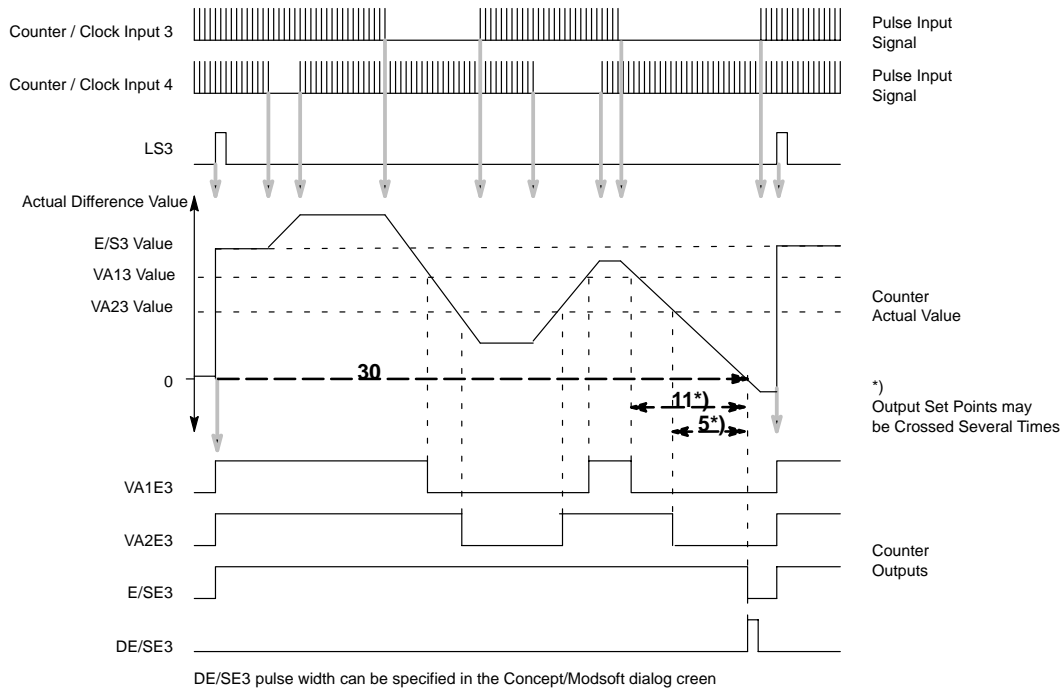 Counter / Clock Input 3
Pulse Input
Signal
Counter / Clock Input 4
Pulse Input
Signal
LS3
Actual Difference Value
E/S3 Value
VA13 Value
VA23 Value
Counter
Actual Value
0
30
*)
Output Set Points may
be Crossed Several Times
11*)
5*)
VA1E3
VA2E3
Counter
Outputs
E/SE3
DE/SE3
DE/SE3 pulse width can be specified in the Concept/Modsoft dialog creen